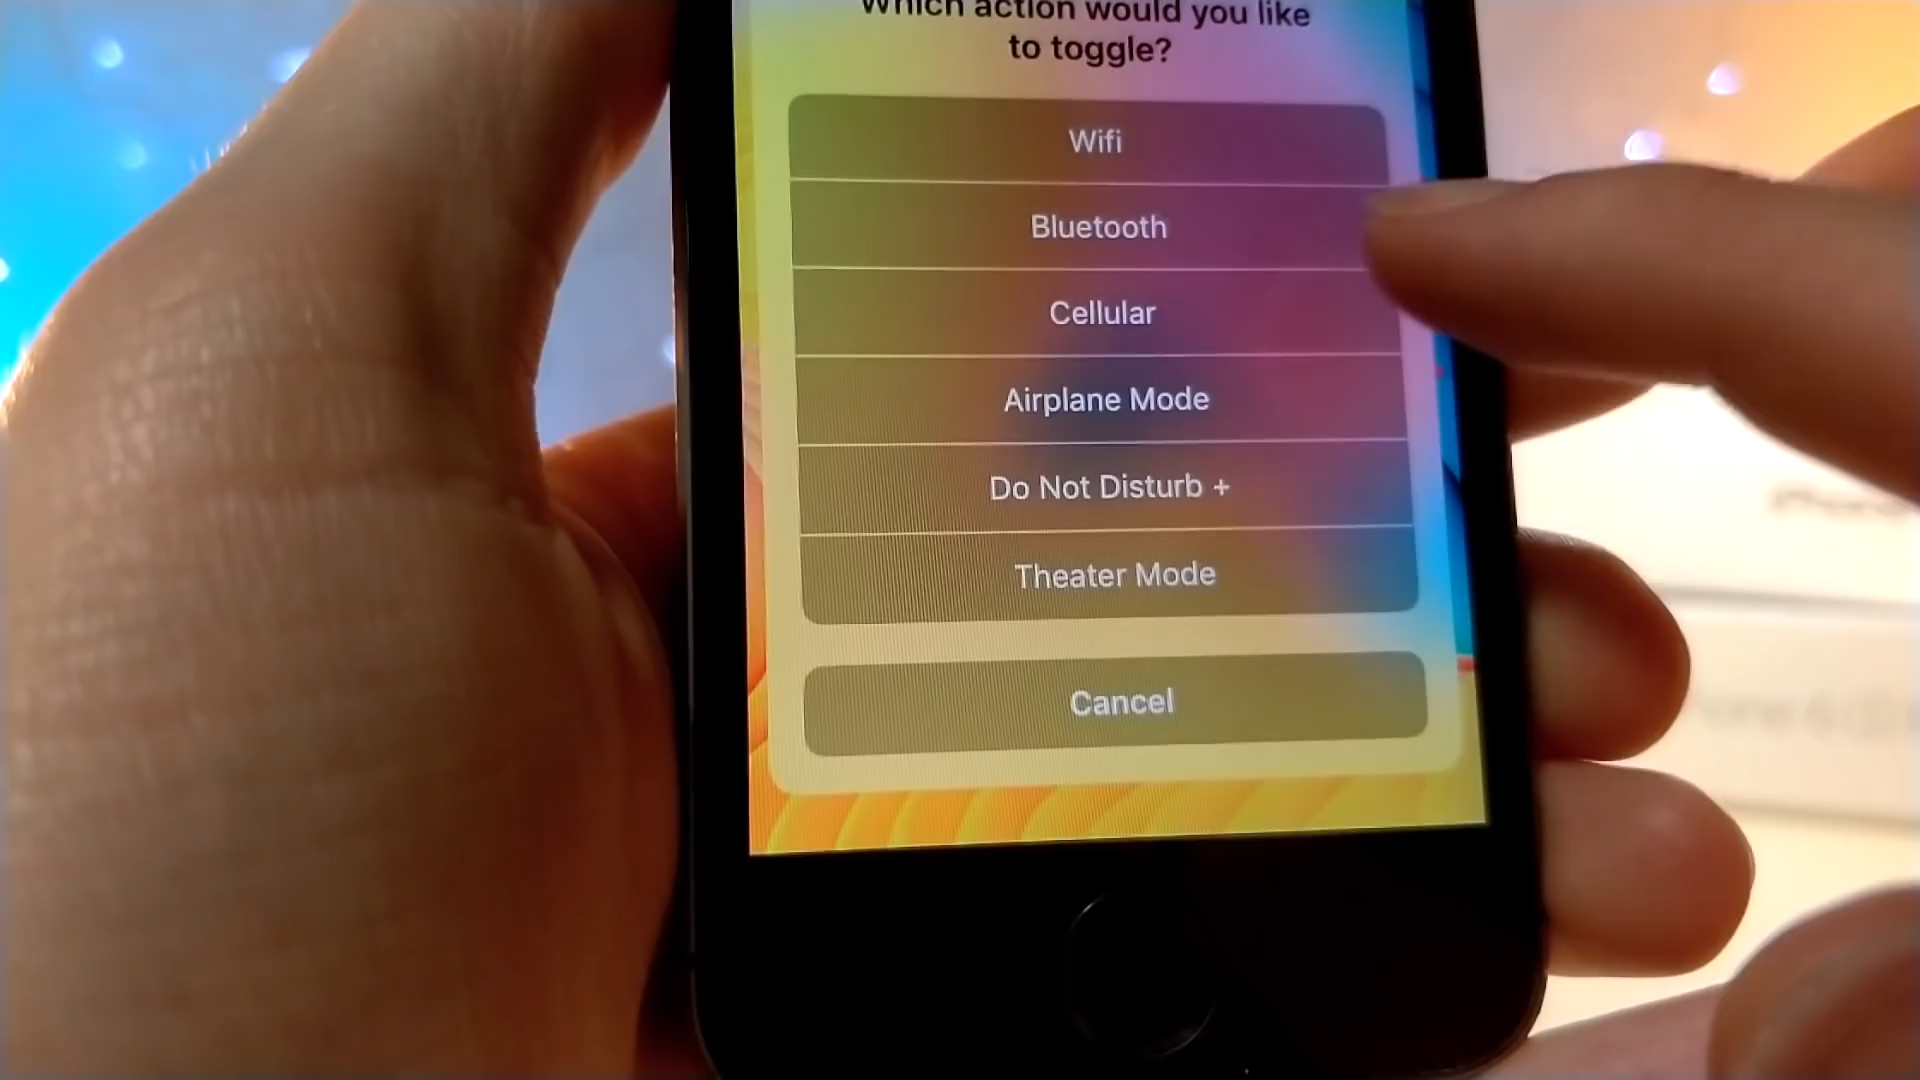 Which action would you like
to toggle?
Wifi
Bluetooth
Cellular
Airplane Mode
Do Not Disturb +
Theater Mode
Cancel